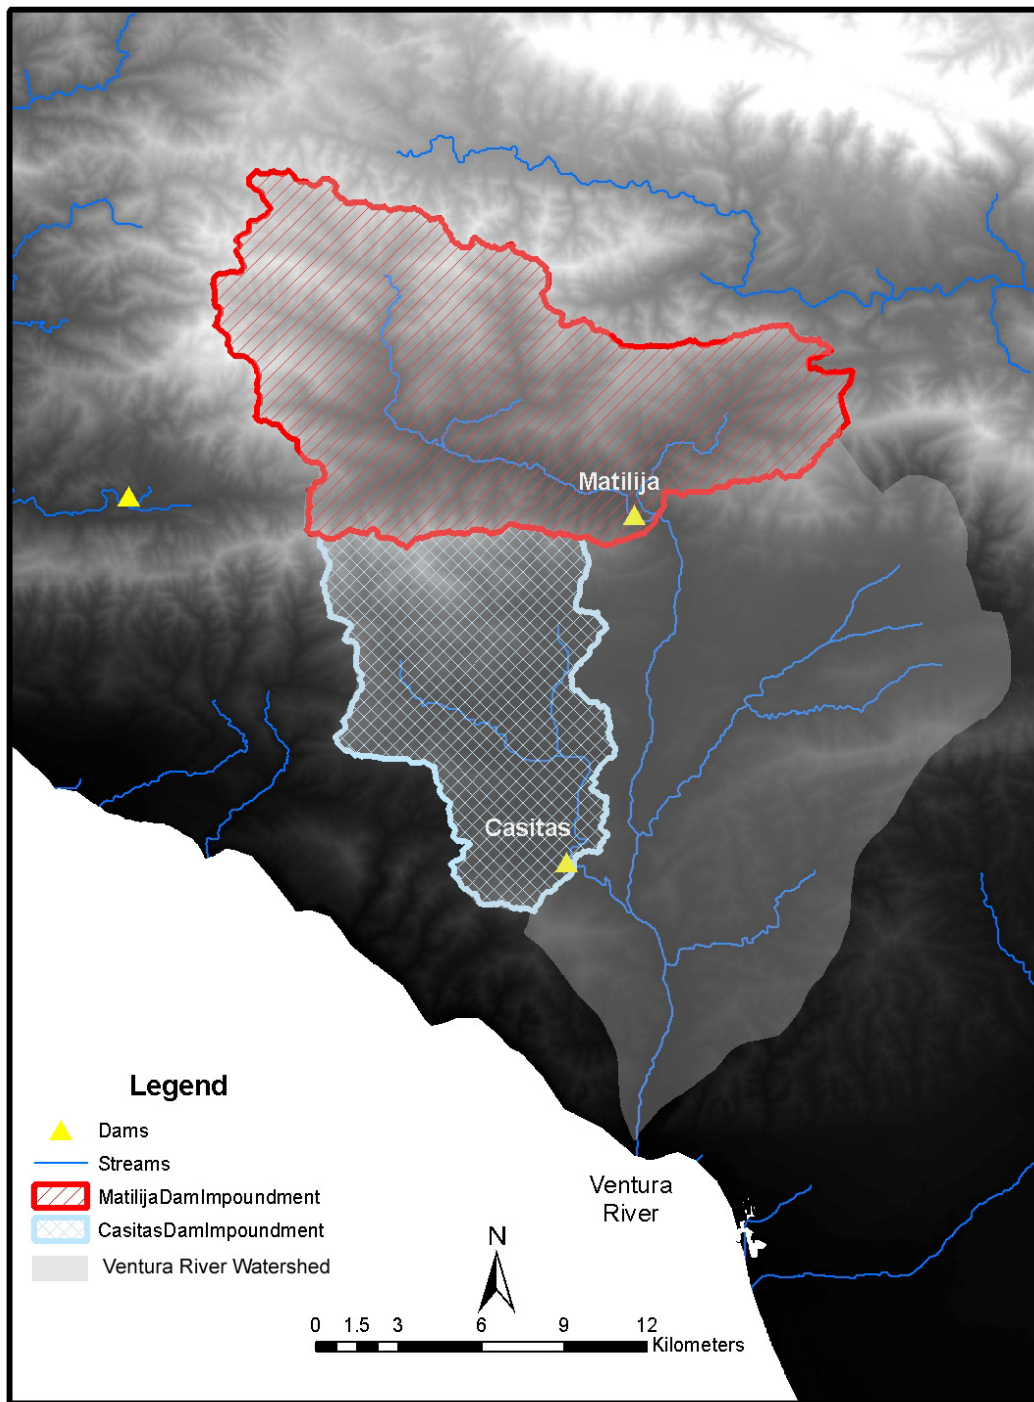 Matilija
Casitas
Legend
Dams
Streams
MatilijaDamImpoundment
CasitasDamImpoundment
Ventura River Watershed
Ventura
River
N
0 1.5 3 6 9 12
Kilometers